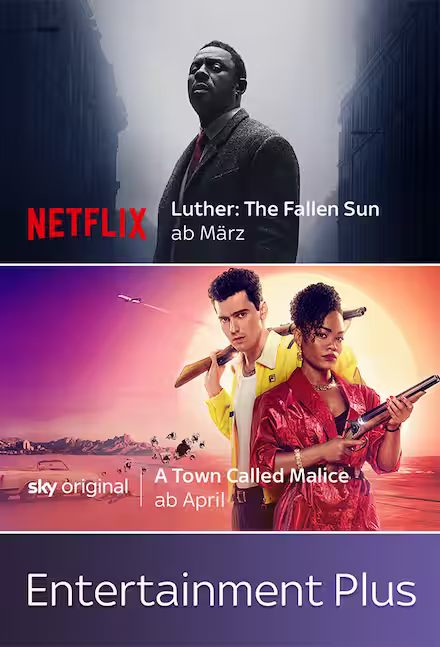 NETFLIX
Luther: The Fallen Sun
ab März
sky original
A Town Called Malice
ab April
Entertainment Plus